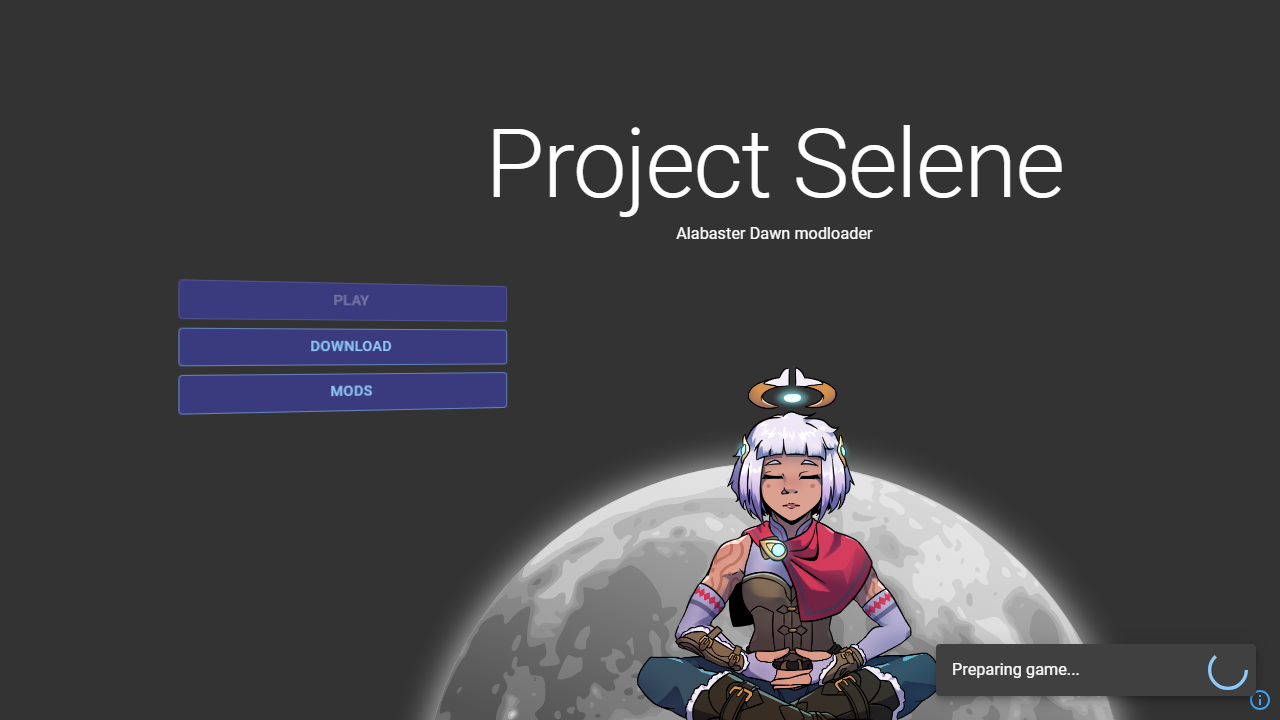 Project Selene
Alabaster Dawn modloader
PLAY
DOWNLOAD
MODS
Preparing game...